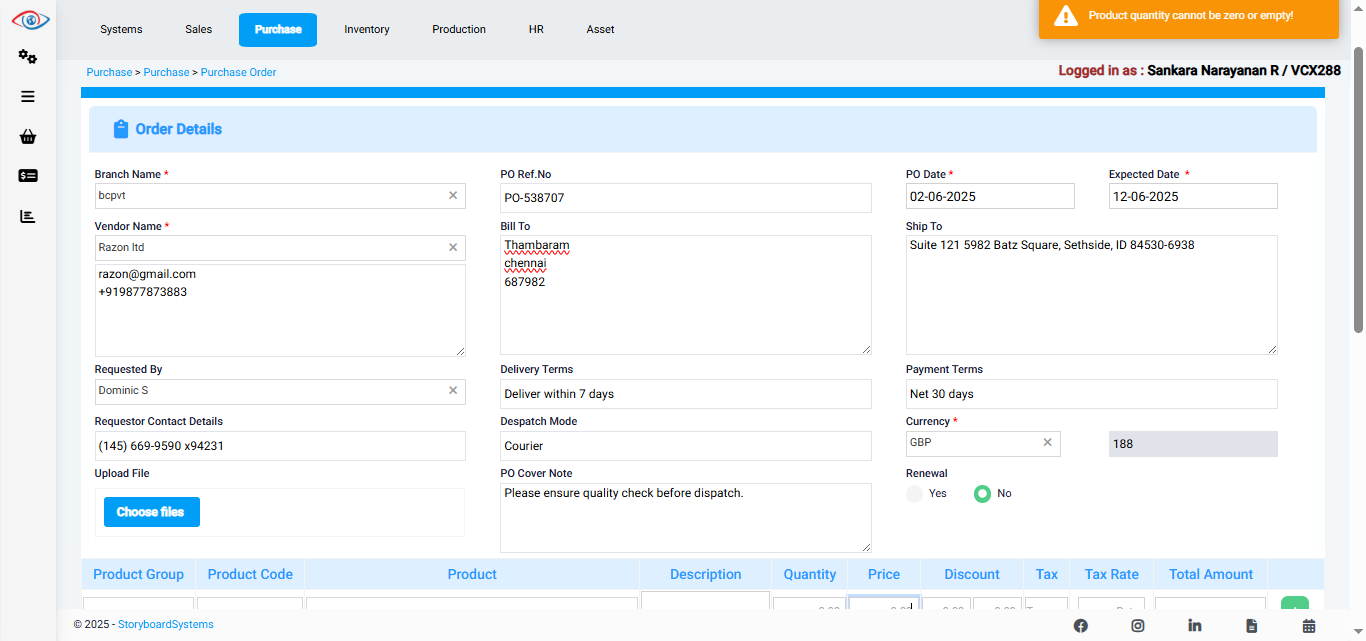 Systems Sales Purchase Inventory Production HR Asset
Product quantity cannot be zero or empty!
Purchase > Purchase > Purchase Order
Logged in as : Sankara Narayanan R / VCX288
Order Details
Branch Name * PO Ref.No PO Date * Expected Date *
bcpvt × PO-538707 02-06-2025 12-06-2025
Vendor Name * Bill To Ship To
Razon ltd × Thambaram Suite 121 5982 Batz Square, Sethside, ID 84530-6938
razon@gmail.com chennai
+919877873883 687982
Requested By Delivery Terms Payment Terms
Dominic S × Deliver within 7 days Net 30 days
Requestor Contact Details Despatch Mode Currency *
(145) 669-9590 x94231 Courier GBP × 188
Upload File PO Cover Note Renewal
Choose files Please ensure quality check before dispatch. Yes No
Product Group Product Code Product Description Quantity Price Discount Tax Tax Rate Total Amount
© 2025 - StoryboardSystems